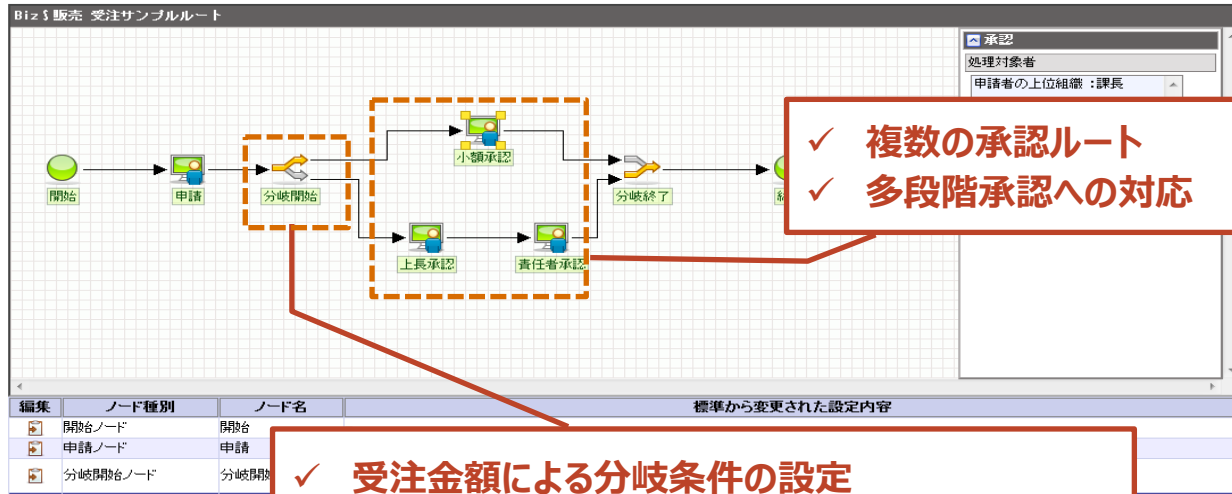 Biz∫販売 受注サンプルルート
承認
処理対象者
申請者の上位組織 :課長
✓ 複数の承認ルート
✓ 多段階承認への対応
小額承認
開始
申請
分岐開始
分岐終了
上長承認
責任者承認
編集 ノード種別 ノード名 標準から変更された設定内容
開始ノード 開始
申請ノード 申請
分岐開始ノード 分岐開始
✓ 受注金額による分岐条件の設定